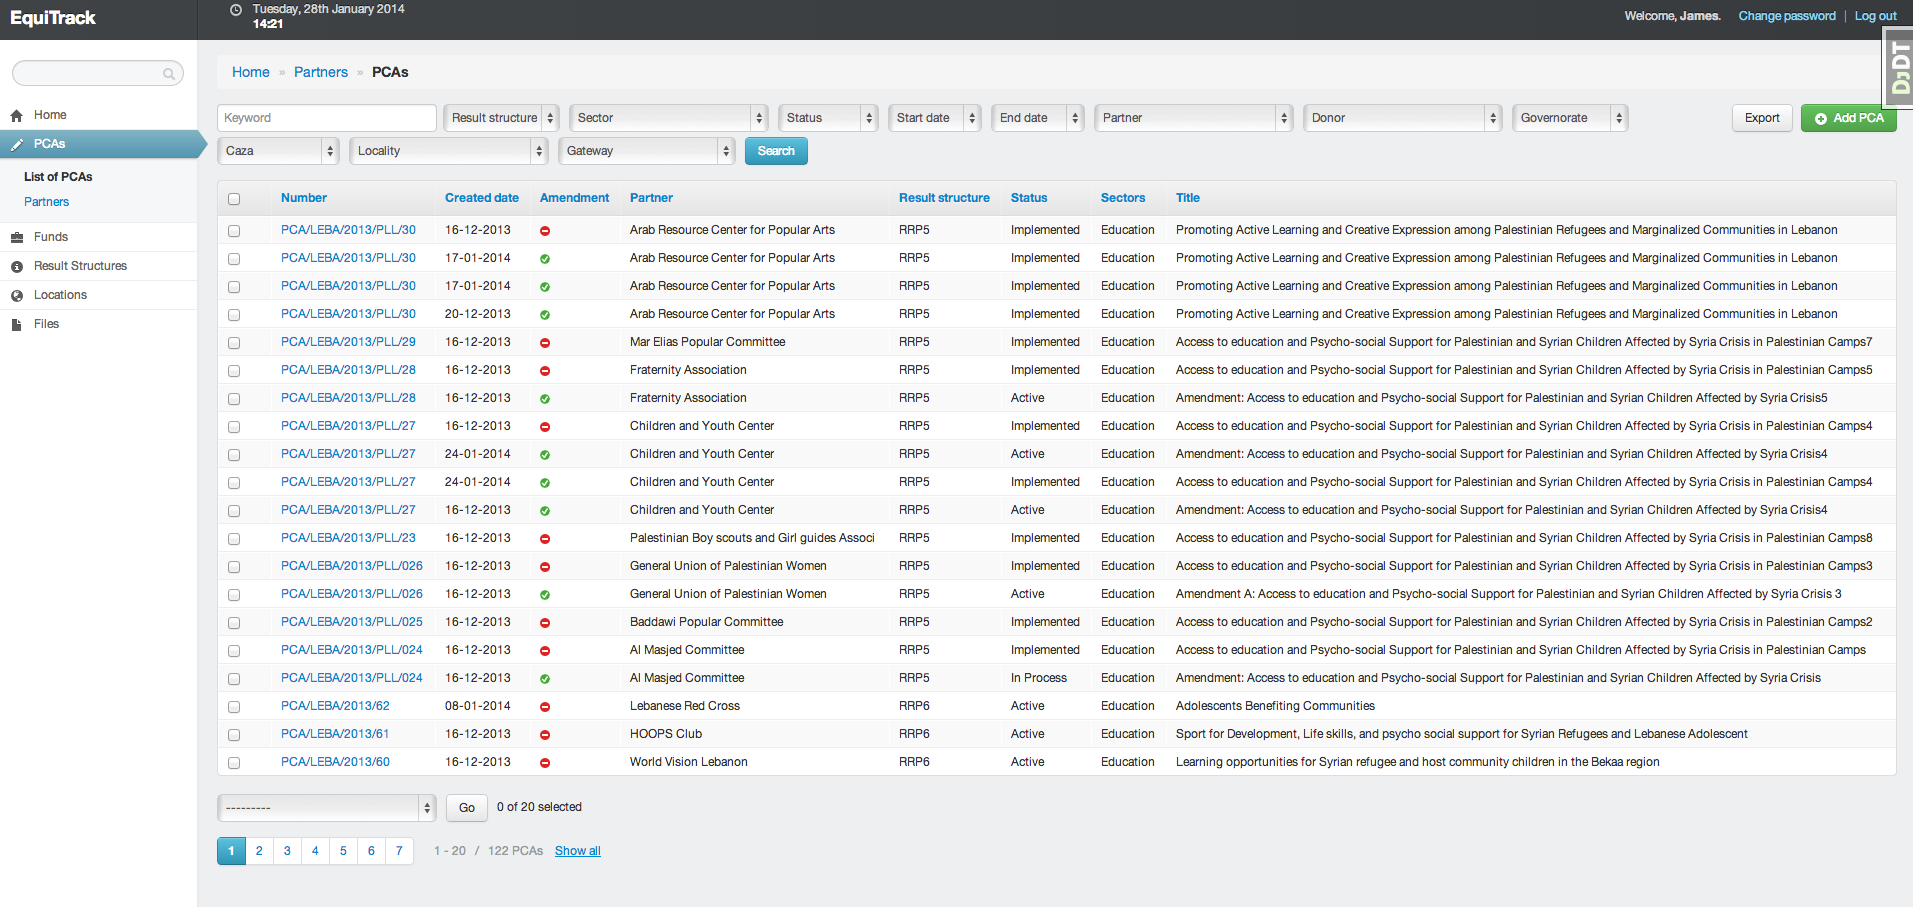 EquiTrack
Tuesday, 28th January 2014
14:21
Welcome, James. Change password | Log out
DjDT
Home » Partners » PCAs
Home
PCAs
List of PCAs
Partners
Funds
Result Structures
Locations
Files
Keyword Result structure Sector Status Start date End date Partner Donor Governorate Export Add PCA
Caza Locality Gateway Search
Number Created date Amendment Partner Result structure Status Sectors Title
PCA/LEBA/2013/PLL/30 16-12-2013 Arab Resource Center for Popular Arts RRP5 Implemented Education Promoting Active Learning and Creative Expression among Palestinian Refugees and Marginalized Communities in Lebanon
PCA/LEBA/2013/PLL/30 17-01-2014 Arab Resource Center for Popular Arts RRP5 Implemented Education Promoting Active Learning and Creative Expression among Palestinian Refugees and Marginalized Communities in Lebanon
PCA/LEBA/2013/PLL/30 17-01-2014 Arab Resource Center for Popular Arts RRP5 Implemented Education Promoting Active Learning and Creative Expression among Palestinian Refugees and Marginalized Communities in Lebanon
PCA/LEBA/2013/PLL/30 20-12-2013 Arab Resource Center for Popular Arts RRP5 Implemented Education Promoting Active Learning and Creative Expression among Palestinian Refugees and Marginalized Communities in Lebanon
PCA/LEBA/2013/PLL/29 16-12-2013 Mar Elias Popular Committee RRP5 Implemented Education Access to education and Psycho-social Support for Palestinian and Syrian Children Affected by Syria Crisis in Palestinian Camps7
PCA/LEBA/2013/PLL/28 16-12-2013 Fraternity Association RRP5 Implemented Education Access to education and Psycho-social Support for Palestinian and Syrian Children Affected by Syria Crisis in Palestinian Camps5
PCA/LEBA/2013/PLL/28 16-12-2013 Fraternity Association RRP5 Active Education Amendment: Access to education and Psycho-social Support for Palestinian and Syrian Children Affected by Syria Crisis5
PCA/LEBA/2013/PLL/27 16-12-2013 Children and Youth Center RRP5 Implemented Education Access to education and Psycho-social Support for Palestinian and Syrian Children Affected by Syria Crisis in Palestinian Camps4
PCA/LEBA/2013/PLL/27 24-01-2014 Children and Youth Center RRP5 Active Education Amendment: Access to education and Psycho-social Support for Palestinian and Syrian Children Affected by Syria Crisis4
PCA/LEBA/2013/PLL/27 24-01-2014 Children and Youth Center RRP5 Implemented Education Access to education and Psycho-social Support for Palestinian and Syrian Children Affected by Syria Crisis in Palestinian Camps4
PCA/LEBA/2013/PLL/27 16-12-2013 Children and Youth Center RRP5 Active Education Amendment: Access to education and Psycho-social Support for Palestinian and Syrian Children Affected by Syria Crisis4
PCA/LEBA/2013/PLL/23 16-12-2013 Palestinian Boy scouts and Girl guides Associ RRP5 Implemented Education Access to education and Psycho-social Support for Palestinian and Syrian Children Affected by Syria Crisis in Palestinian Camps8
PCA/LEBA/2013/PLL/026 16-12-2013 General Union of Palestinian Women RRP5 Implemented Education Access to education and Psycho-social Support for Palestinian and Syrian Children Affected by Syria Crisis in Palestinian Camps3
PCA/LEBA/2013/PLL/026 16-12-2013 General Union of Palestinian Women RRP5 Active Education Amendment A: Access to education and Psycho-social Support for Palestinian and Syrian Children Affected by Syria Crisis 3
PCA/LEBA/2013/PLL/025 16-12-2013 Baddawi Popular Committee RRP5 Implemented Education Access to education and Psycho-social Support for Palestinian and Syrian Children Affected by Syria Crisis in Palestinian Camps2
PCA/LEBA/2013/PLL/024 16-12-2013 Al Masjed Committee RRP5 Implemented Education Access to education and Psycho-social Support for Palestinian and Syrian Children Affected by Syria Crisis in Palestinian Camps
PCA/LEBA/2013/PLL/024 16-12-2013 Al Masjed Committee RRP5 In Process Education Amendment: Access to education and Psycho-social Support for Palestinian and Syrian Children Affected by Syria Crisis
PCA/LEBA/2013/62 08-01-2014 Lebanese Red Cross RRP6 Active Education Adolescents Benefiting Communities
PCA/LEBA/2013/61 16-12-2013 HOOPS Club RRP6 Active Education Sport for Development, Life skills, and psycho social support for Syrian Refugees and Lebanese Adolescent
PCA/LEBA/2013/60 16-12-2013 World Vision Lebanon RRP6 Active Education Learning opportunities for Syrian refugee and host community children in the Bekaa region
--------- Go 0 of 20 selected
1 2 3 4 5 6 7 1 - 20 / 122 PCAs Show all